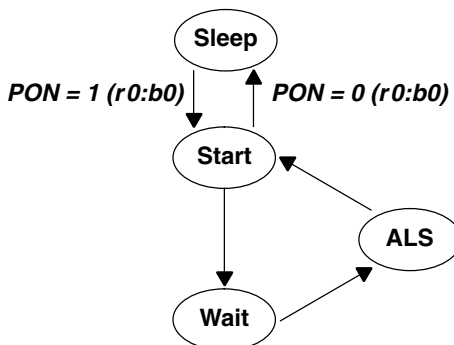 Sleep
PON = 1 (r0:b0)
PON = 0 (r0:b0)
Start
ALS
Wait